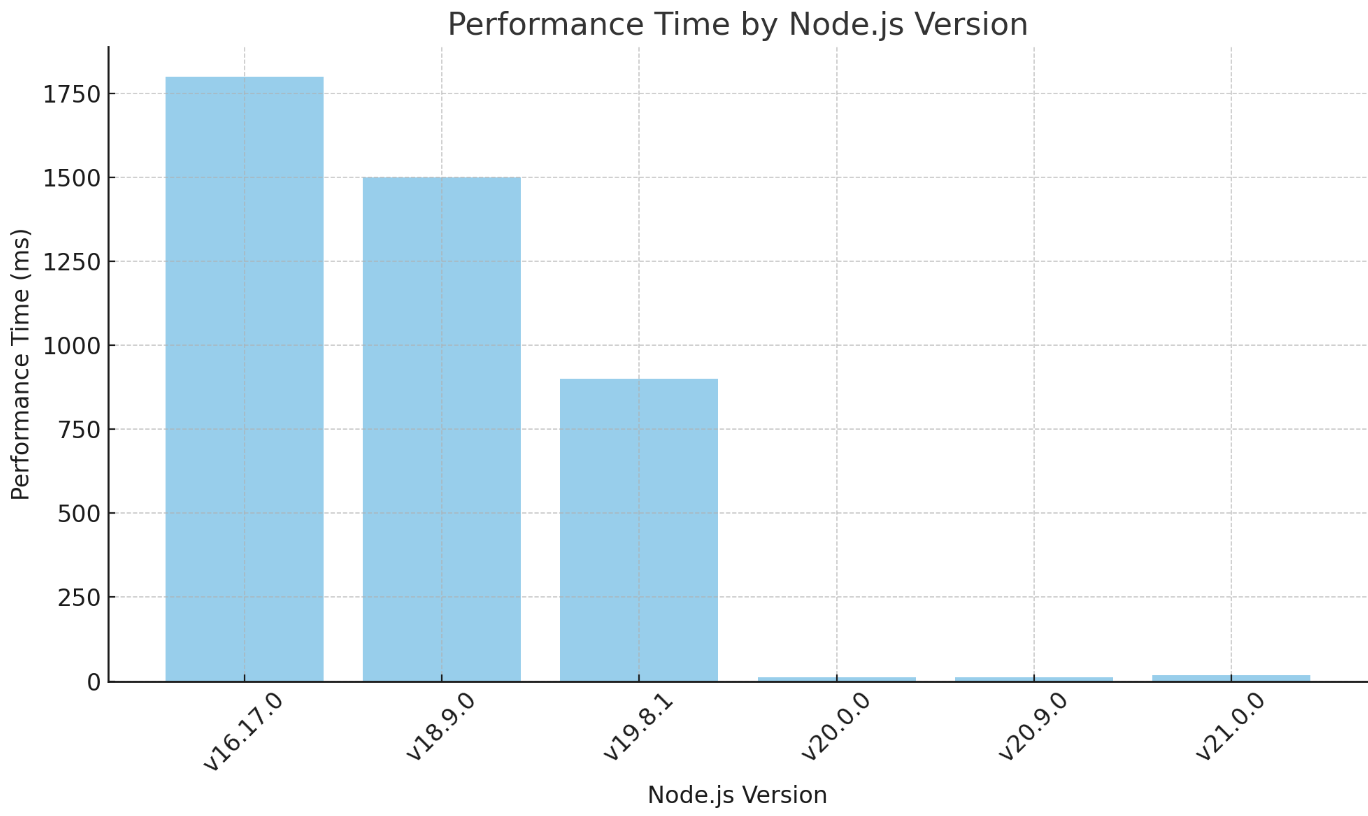 Performance Time by Node.js Version
Performance Time (ms)
1750
1500
1250
1000
750
500
250
0
v16.17.0
v18.9.0
v19.8.1
v20.0.0
v20.9.0
v21.0.0
Node.js Version